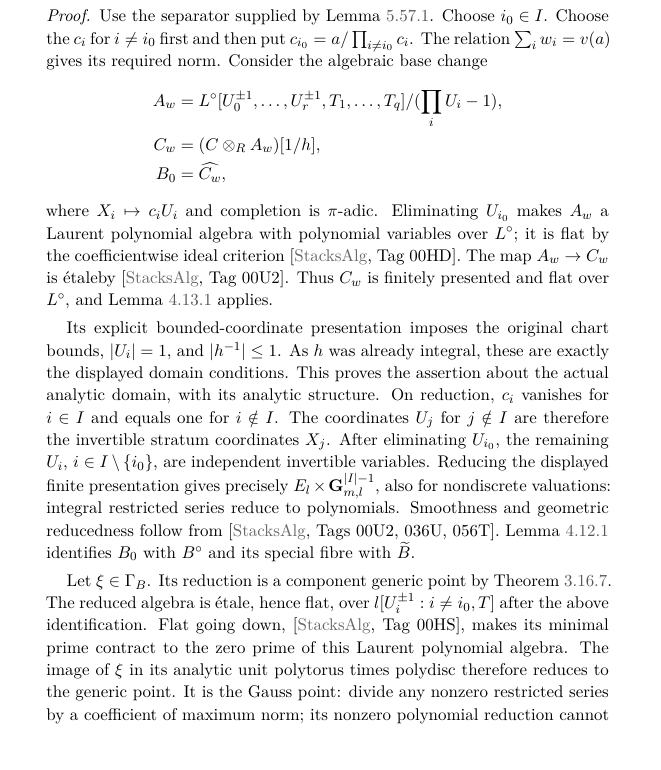 Proof. Use the separator supplied by Lemma 5.57.1. Choose i₀ ∈ I. Choose
the cᵢ for i ≠ i₀ first and then put c_{i₀} = a/ ∏_{i≠i₀} cᵢ. The relation ∑ᵢ wᵢ = v(a)
gives its required norm. Consider the algebraic base change
A_w = L°[U₀^{±1}, . . . , U_r^{±1}, T₁, . . . , T_q]/(∏ᵢ Uᵢ − 1),
C_w = (C ⊗_R A_w)[1/h],
B₀ = \widehat{C_w},
where Xᵢ ↦ cᵢUᵢ and completion is π-adic. Eliminating U_{i₀} makes A_w a
Laurent polynomial algebra with polynomial variables over L°; it is flat by
the coefficientwise ideal criterion [StacksAlg, Tag 00HD]. The map A_w → C_w
is étaleby [StacksAlg, Tag 00U2]. Thus C_w is finitely presented and flat over
L°, and Lemma 4.13.1 applies.
Its explicit bounded-coordinate presentation imposes the original chart
bounds, |Uᵢ| = 1, and |h⁻¹| ≤ 1. As h was already integral, these are exactly
the displayed domain conditions. This proves the assertion about the actual
analytic domain, with its analytic structure. On reduction, cᵢ vanishes for
i ∈ I and equals one for i ∉ I. The coordinates Uⱼ for j ∉ I are therefore
the invertible stratum coordinates Xⱼ. After eliminating U_{i₀}, the remaining
Uᵢ, i ∈ I \ {i₀}, are independent invertible variables. Reducing the displayed
finite presentation gives precisely E_l × G_{m,l}^{|I|−1}, also for nondiscrete valuations:
integral restricted series reduce to polynomials. Smoothness and geometric
reducedness follow from [StacksAlg, Tags 00U2, 036U, 056T]. Lemma 4.12.1
identifies B₀ with B° and its special fibre with \widetilde{B}.
Let ξ ∈ Γ_B. Its reduction is a component generic point by Theorem 3.16.7.
The reduced algebra is étale, hence flat, over l[Uᵢ^{±1} : i ≠ i₀, T] after the above
identification. Flat going down, [StacksAlg, Tag 00HS], makes its minimal
prime contract to the zero prime of this Laurent polynomial algebra. The
image of ξ in its analytic unit polytorus times polydisc therefore reduces to
the generic point. It is the Gauss point: divide any nonzero restricted series
by a coefficient of maximum norm; its nonzero polynomial reduction cannot